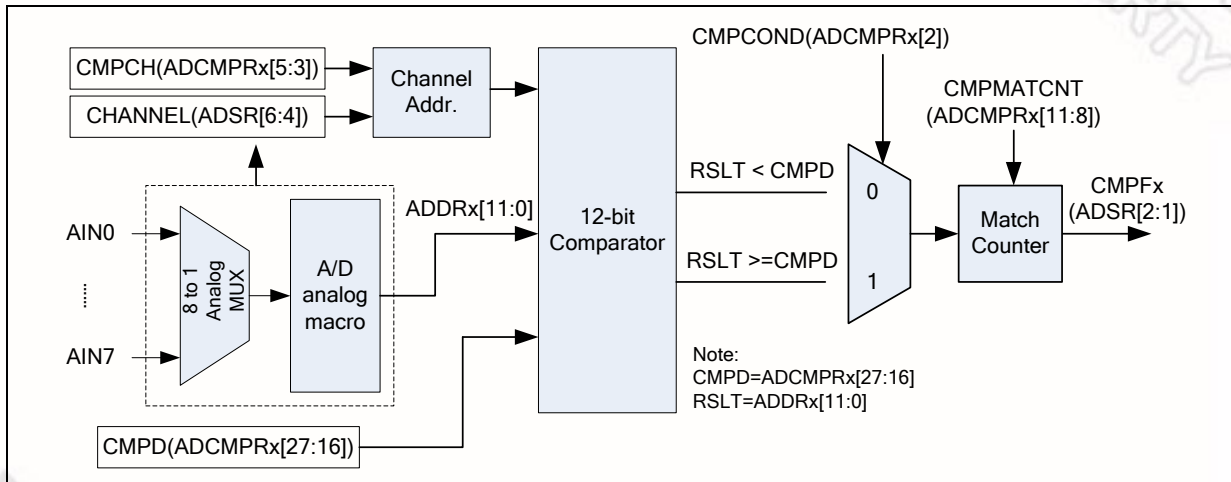 CMPCH(ADCMPRx[5:3])
CHANNEL(ADSR[6:4])
Channel
Addr.
AIN0
......
AIN7
8 to 1
Analog
MUX
A/D
analog
macro
ADDRx[11:0]
CMPD(ADCMPRx[27:16])
12-bit
Comparator
CMPCOND(ADCMPRx[2])
RSLT < CMPD
RSLT >=CMPD
0
1
Note:
CMPD=ADCMPRx[27:16]
RSLT=ADDRx[11:0]
CMPMATCNT
(ADCMPRx[11:8])
Match
Counter
CMPFx
(ADSR[2:1])